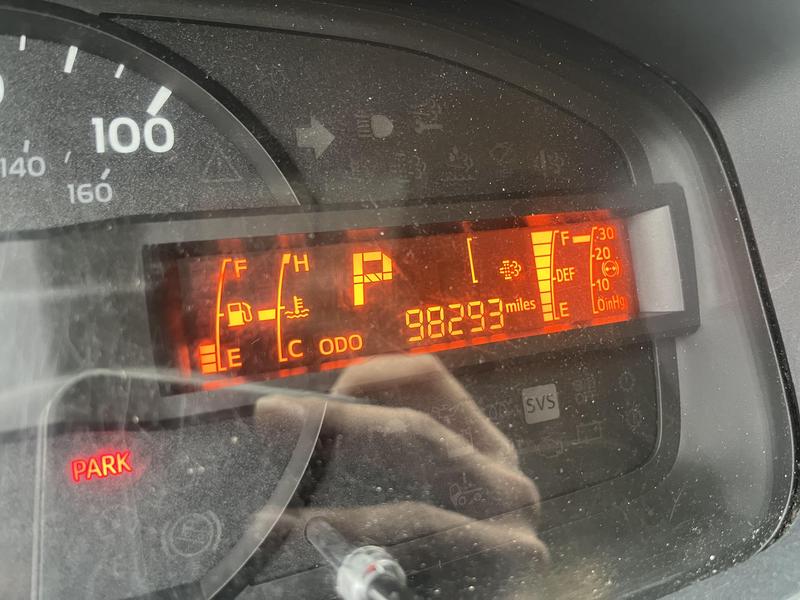 100
140
160
F
H
P
F
30
20
DEF
10
98293 miles
E
0inHg
E
C
ODO
SVS
PARK